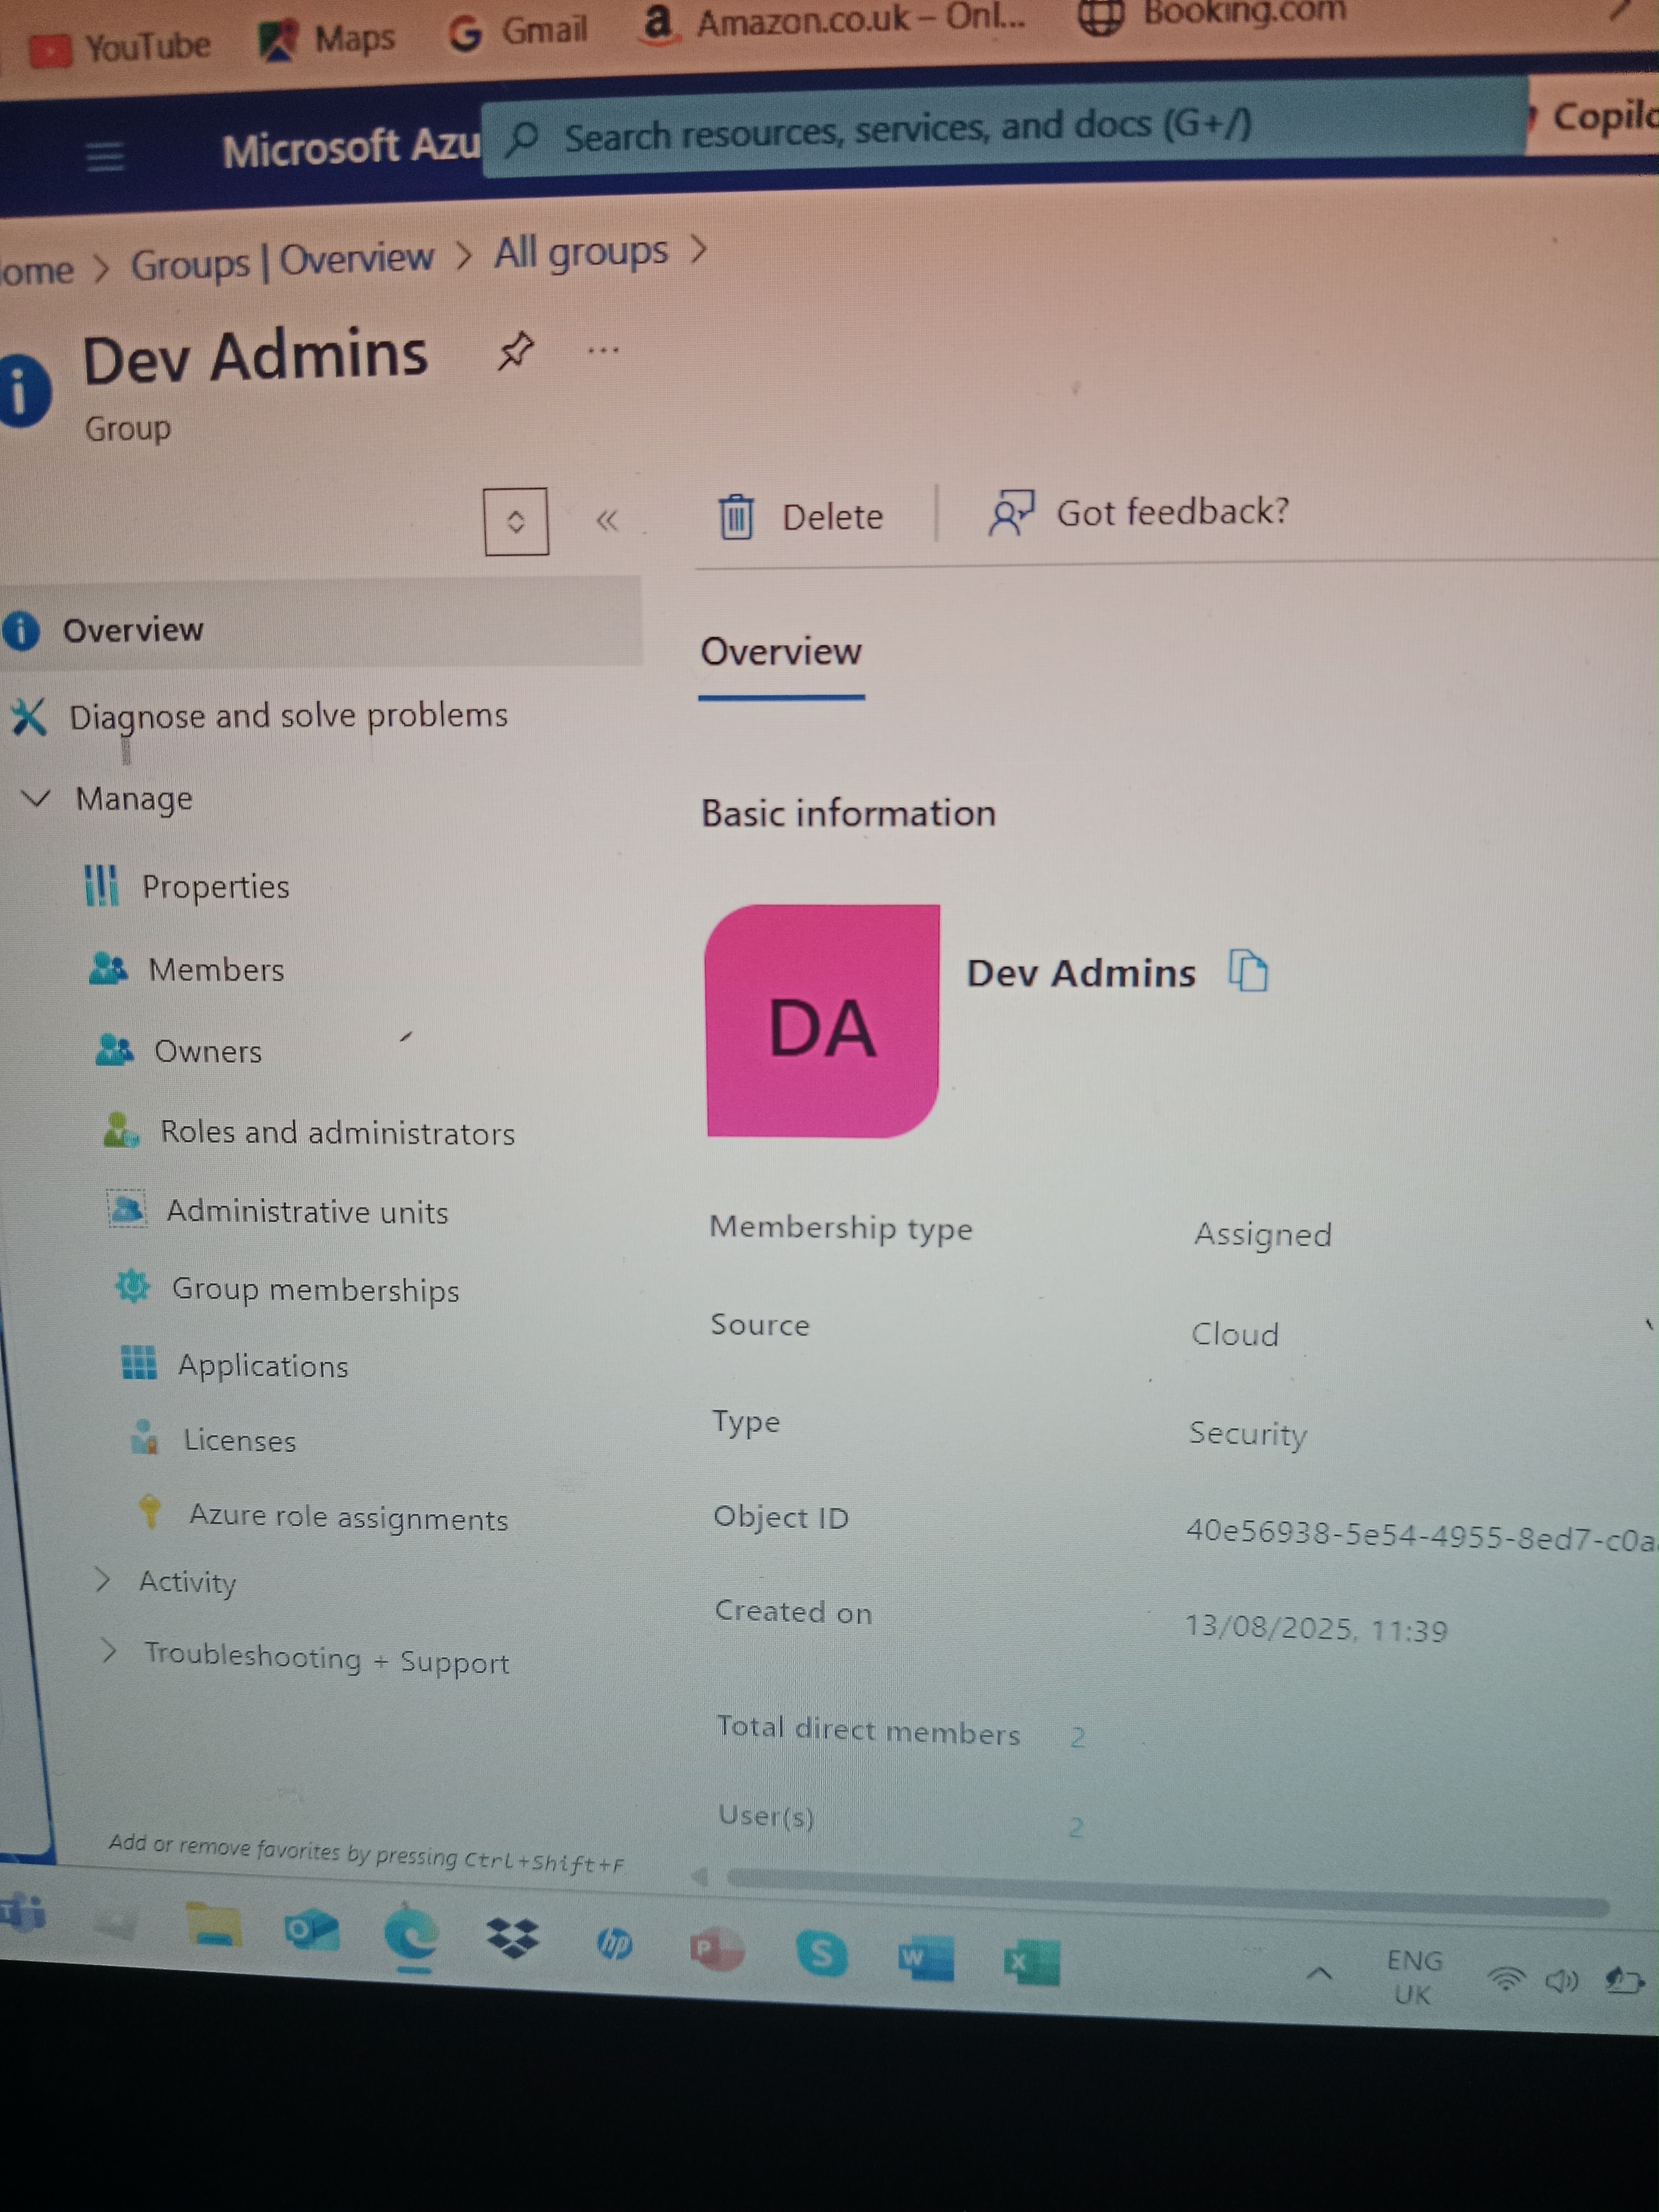 YouTube Maps Gmail Amazon.co.uk – Onl... Booking.com
Microsoft Azu Search resources, services, and docs (G+/) Copilo
ome > Groups | Overview > All groups >
Dev Admins ...
Group
« Delete Got feedback?
Overview
Diagnose and solve problems
Manage
Properties
Members
Owners
Roles and administrators
Administrative units
Group memberships
Applications
Licenses
Azure role assignments
Activity
Troubleshooting + Support
Add or remove favorites by pressing Ctrl+Shift+F
Overview
Basic information
DA Dev Admins
Membership type Assigned
Source Cloud
Type Security
Object ID 40e56938-5e54-4955-8ed7-c0a
Created on 13/08/2025, 11:39
Total direct members 2
User(s) 2
ENG
UK